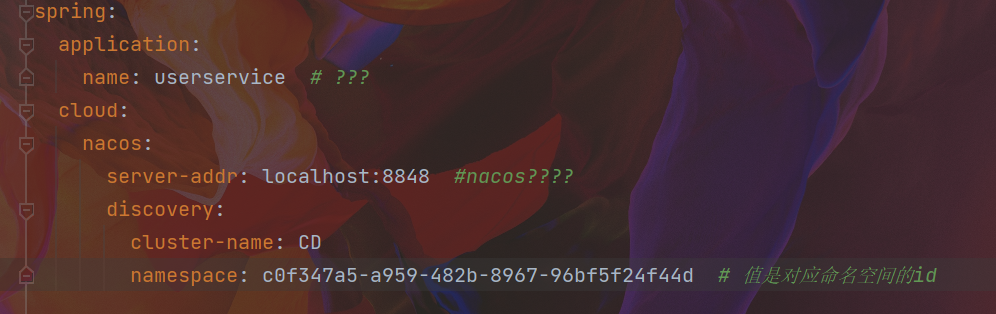 spring:
  application:
    name: userservice  # ???
  cloud:
    nacos:
      server-addr: localhost:8848  #nacos????
      discovery:
        cluster-name: CD
        namespace: c0f347a5-a959-482b-8967-96bf5f24f44d  # 值是对应命名空间的id